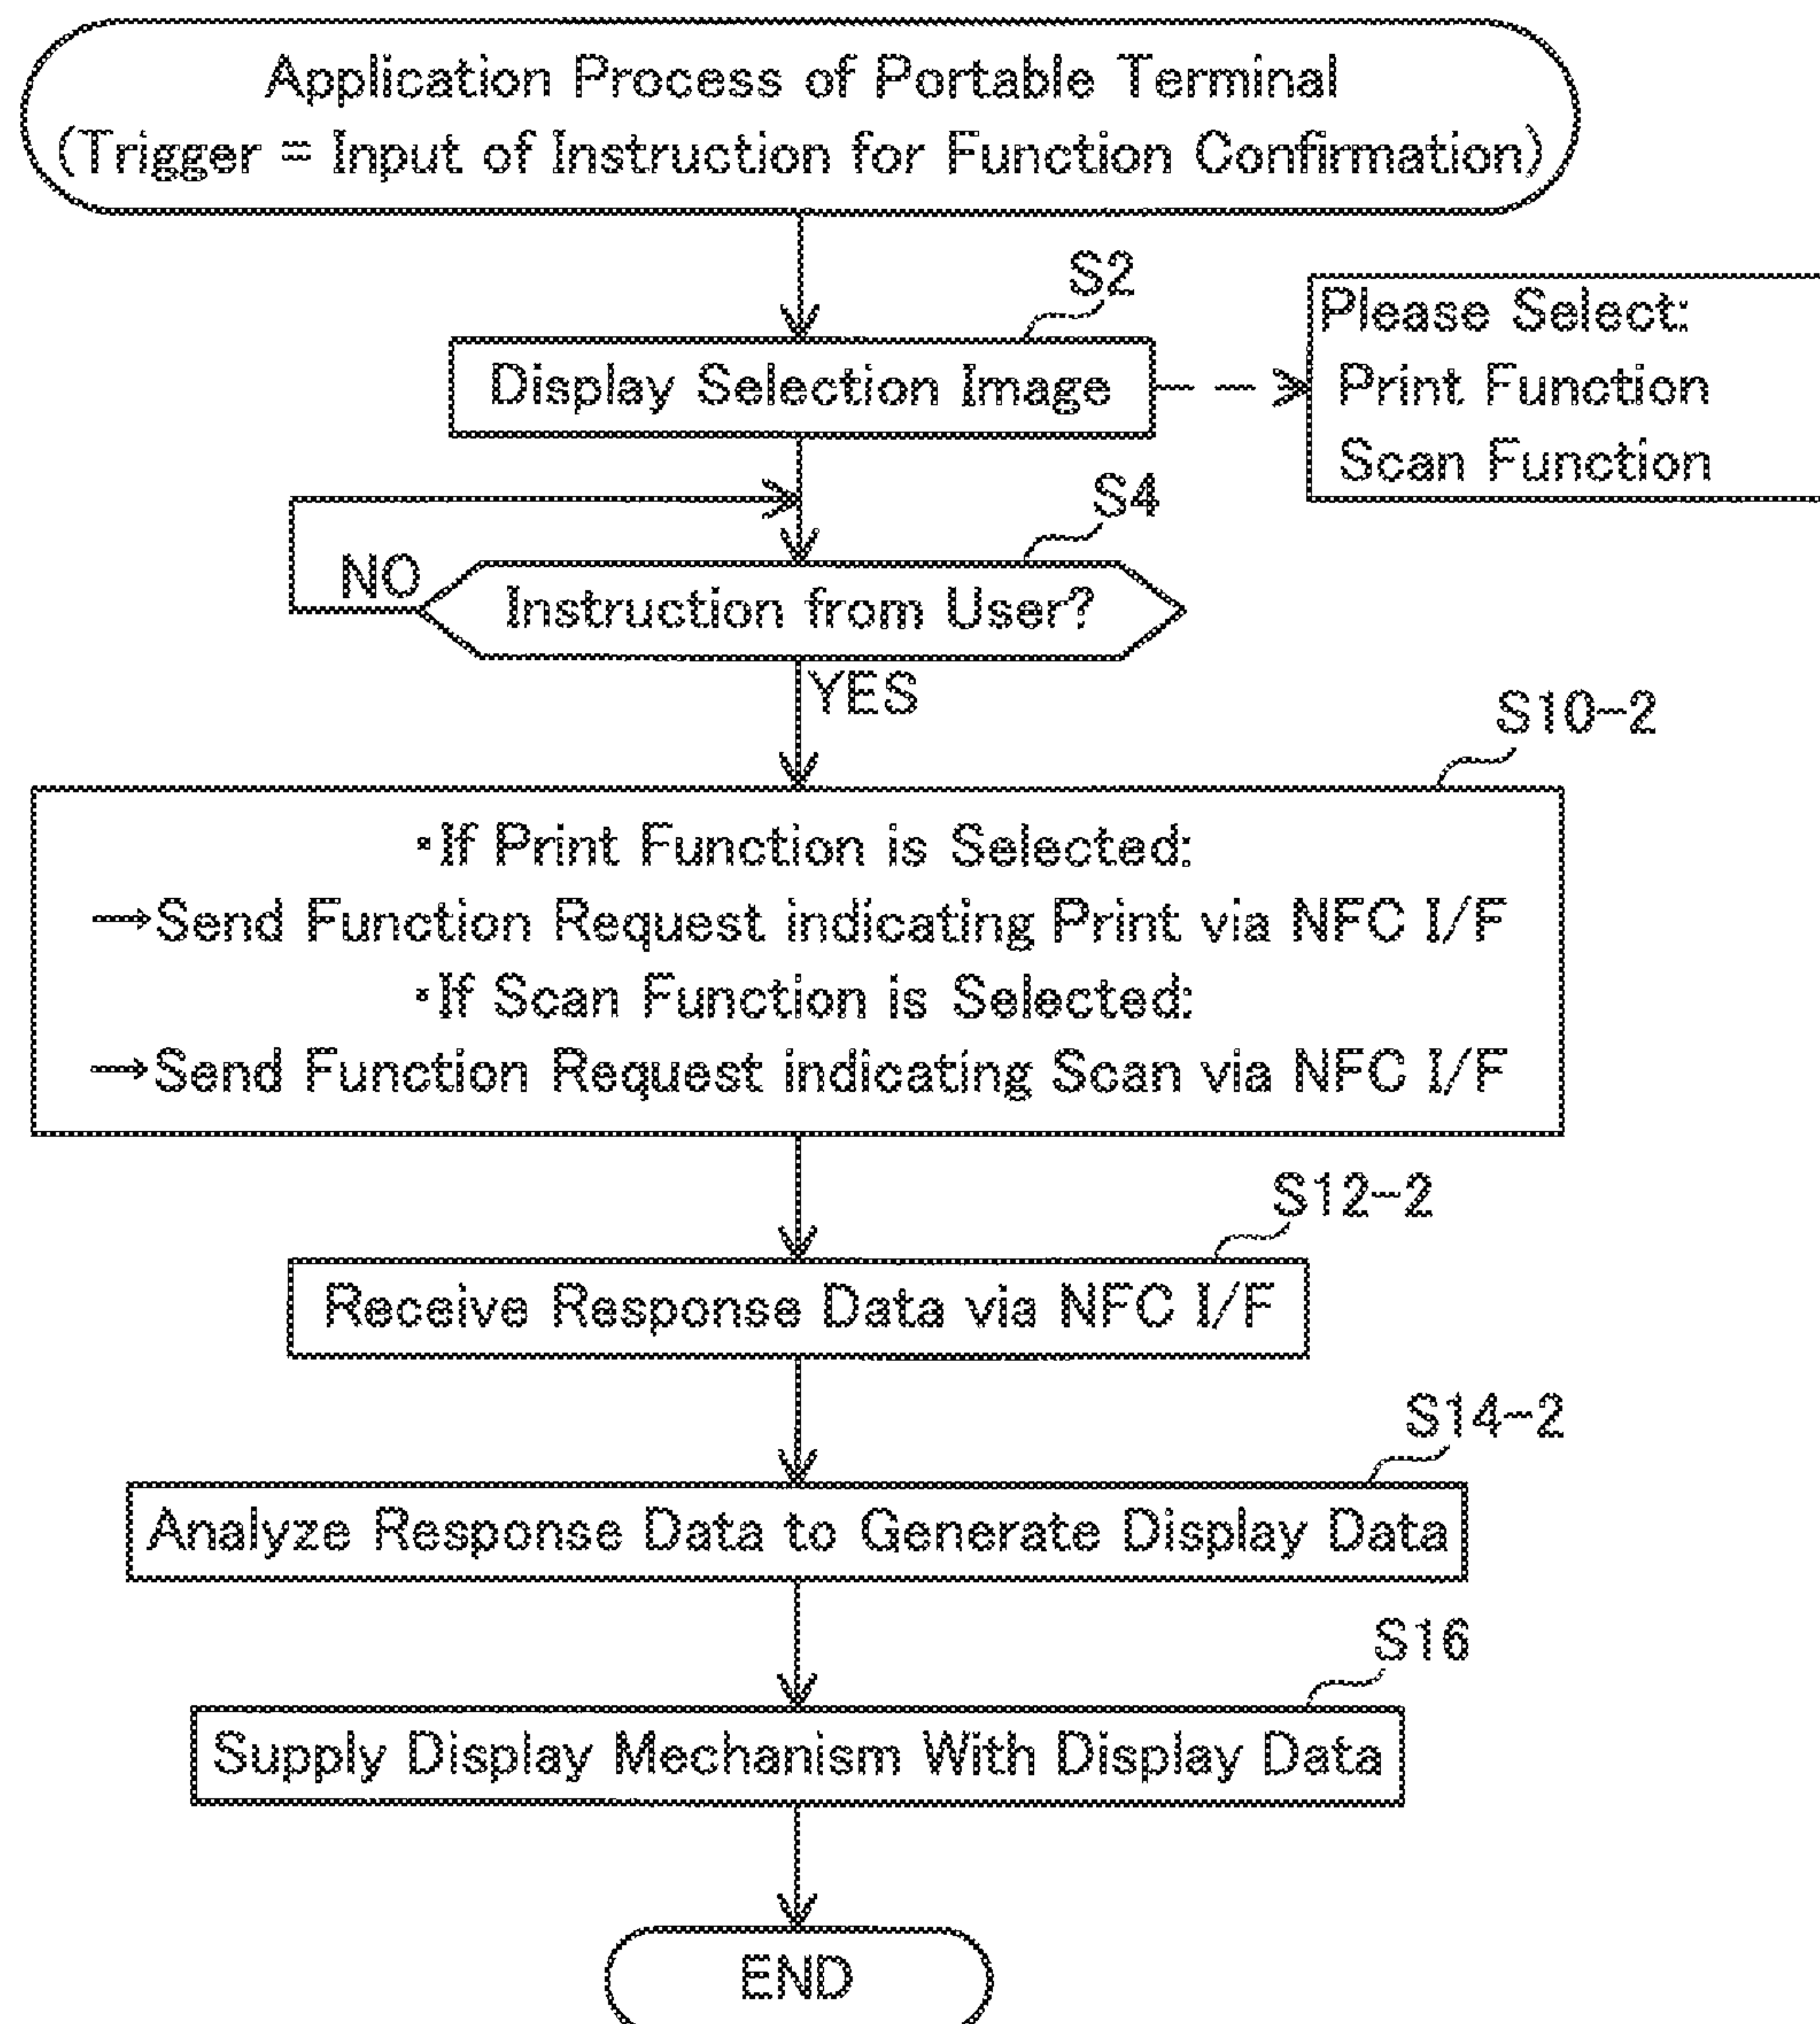 Application Process of Portable Terminal
(Trigger = Input of Instruction for Function Confirmation)
S2
Display Selection Image
Please Select:
Print Function
Scan Function
S4
NO
Instruction from User?
YES
S10-2
・If Print Function is Selected:
→Send Function Request indicating Print via NFC I/F
・If Scan Function is Selected:
→Send Function Request indicating Scan via NFC I/F
S12-2
Receive Response Data via NFC I/F
S14-2
Analyze Response Data to Generate Display Data
S16
Supply Display Mechanism With Display Data
END